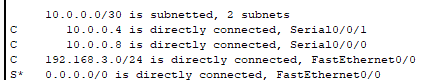 10.0.0.0/30 is subnetted, 2 subnets
C 10.0.0.4 is directly connected, Serial0/0/1
C 10.0.0.8 is directly connected, Serial0/0/0
C 192.168.3.0/24 is directly connected, FastEthernet0/0
S* 0.0.0.0/0 is directly connected, FastEthernet0/0